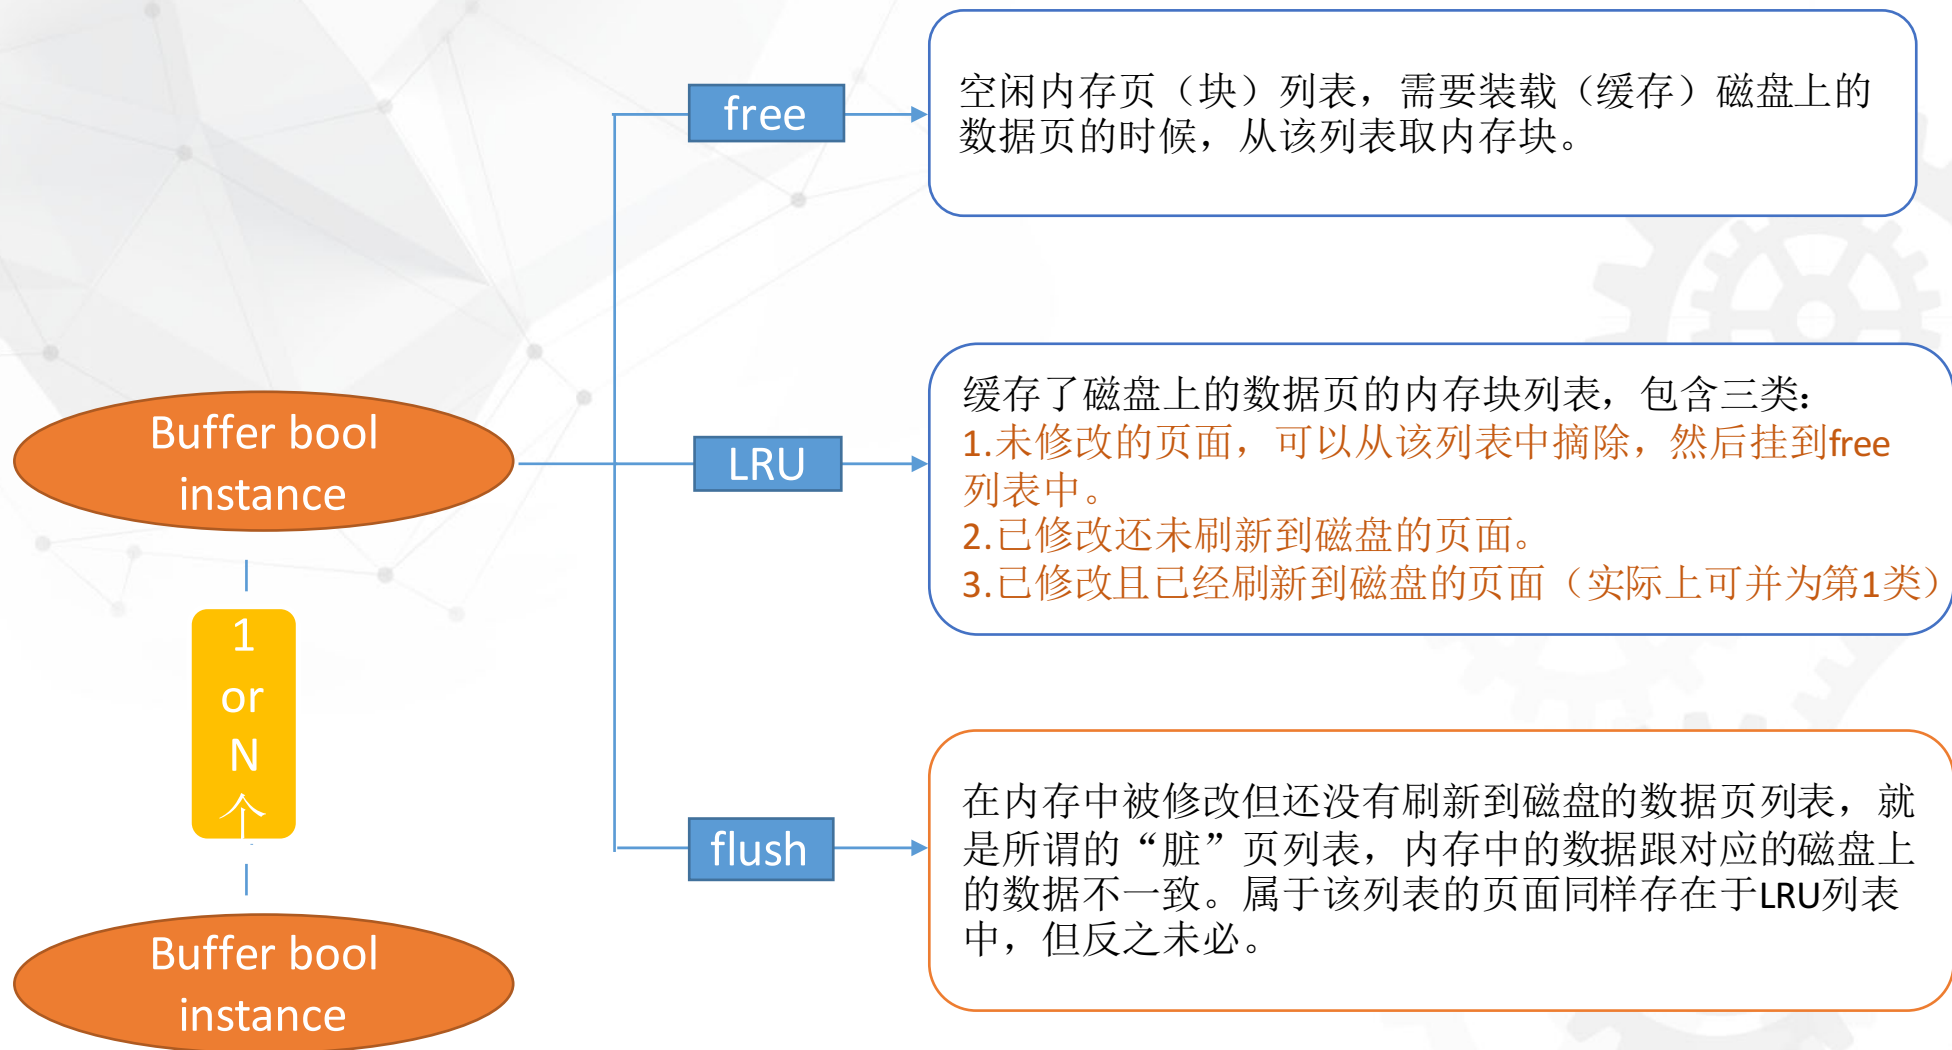 free
空闲内存页（块）列表，需要装载（缓存）磁盘上的
数据页的时候，从该列表取内存块。
Buffer bool
instance
LRU
缓存了磁盘上的数据页的内存块列表，包含三类：
1.未修改的页面，可以从该列表中摘除，然后挂到free
列表中。
2.已修改还未刷新到磁盘的页面。
3.已修改且已经刷新到磁盘的页面（实际上可并为第1类）
1
or
N
个
flush
在内存中被修改但还没有刷新到磁盘的数据页列表，就
是所谓的“脏”页列表，内存中的数据跟对应的磁盘上
的数据不一致。属于该列表的页面同样存在于LRU列表
中，但反之未必。
Buffer bool
instance